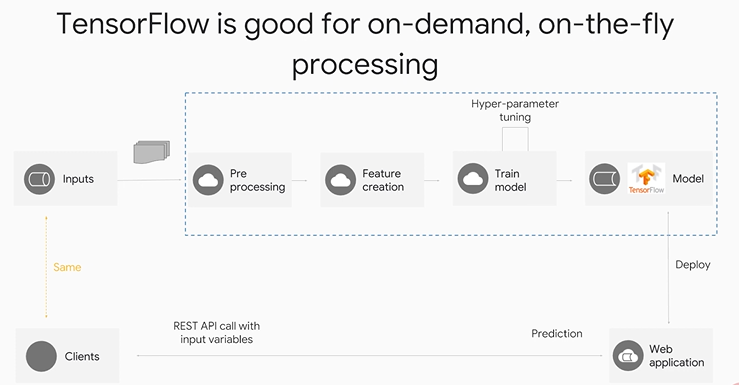 TensorFlow is good for on-demand, on-the-fly
processing
Hyper-parameter
tuning
Inputs
Pre
processing
Feature
creation
Train
model
TensorFlow
Model
Same
Deploy
REST API call with
input variables
Prediction
Clients
Web
application